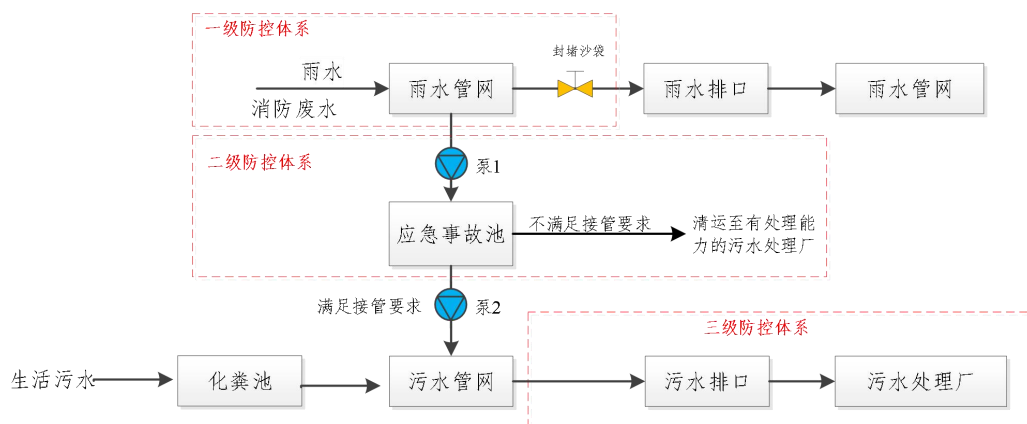 一级防控体系
封堵沙袋
雨水
雨水管网
雨水排口
雨水管网
消防废水
二级防控体系
泵1
应急事故池
不满足接管要求
清运至有处理能
力的污水处理厂
满足接管要求
泵2
三级防控体系
生活污水
化粪池
污水管网
污水排口
污水处理厂